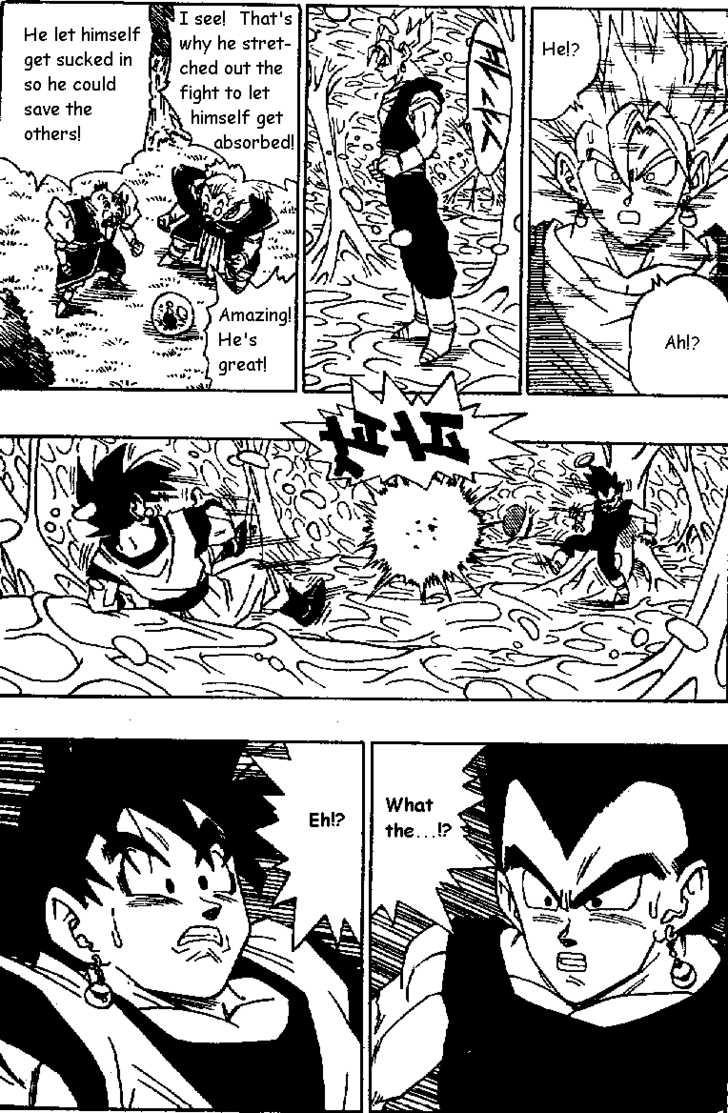 He!?
Ah!?
I see! That's
why he stret-
ched out the
fight to let
himself get
absorbed!
He let himself
get sucked in
so he could
save the
others!
Amazing!
He's
great!
What
the...!?
Eh!?